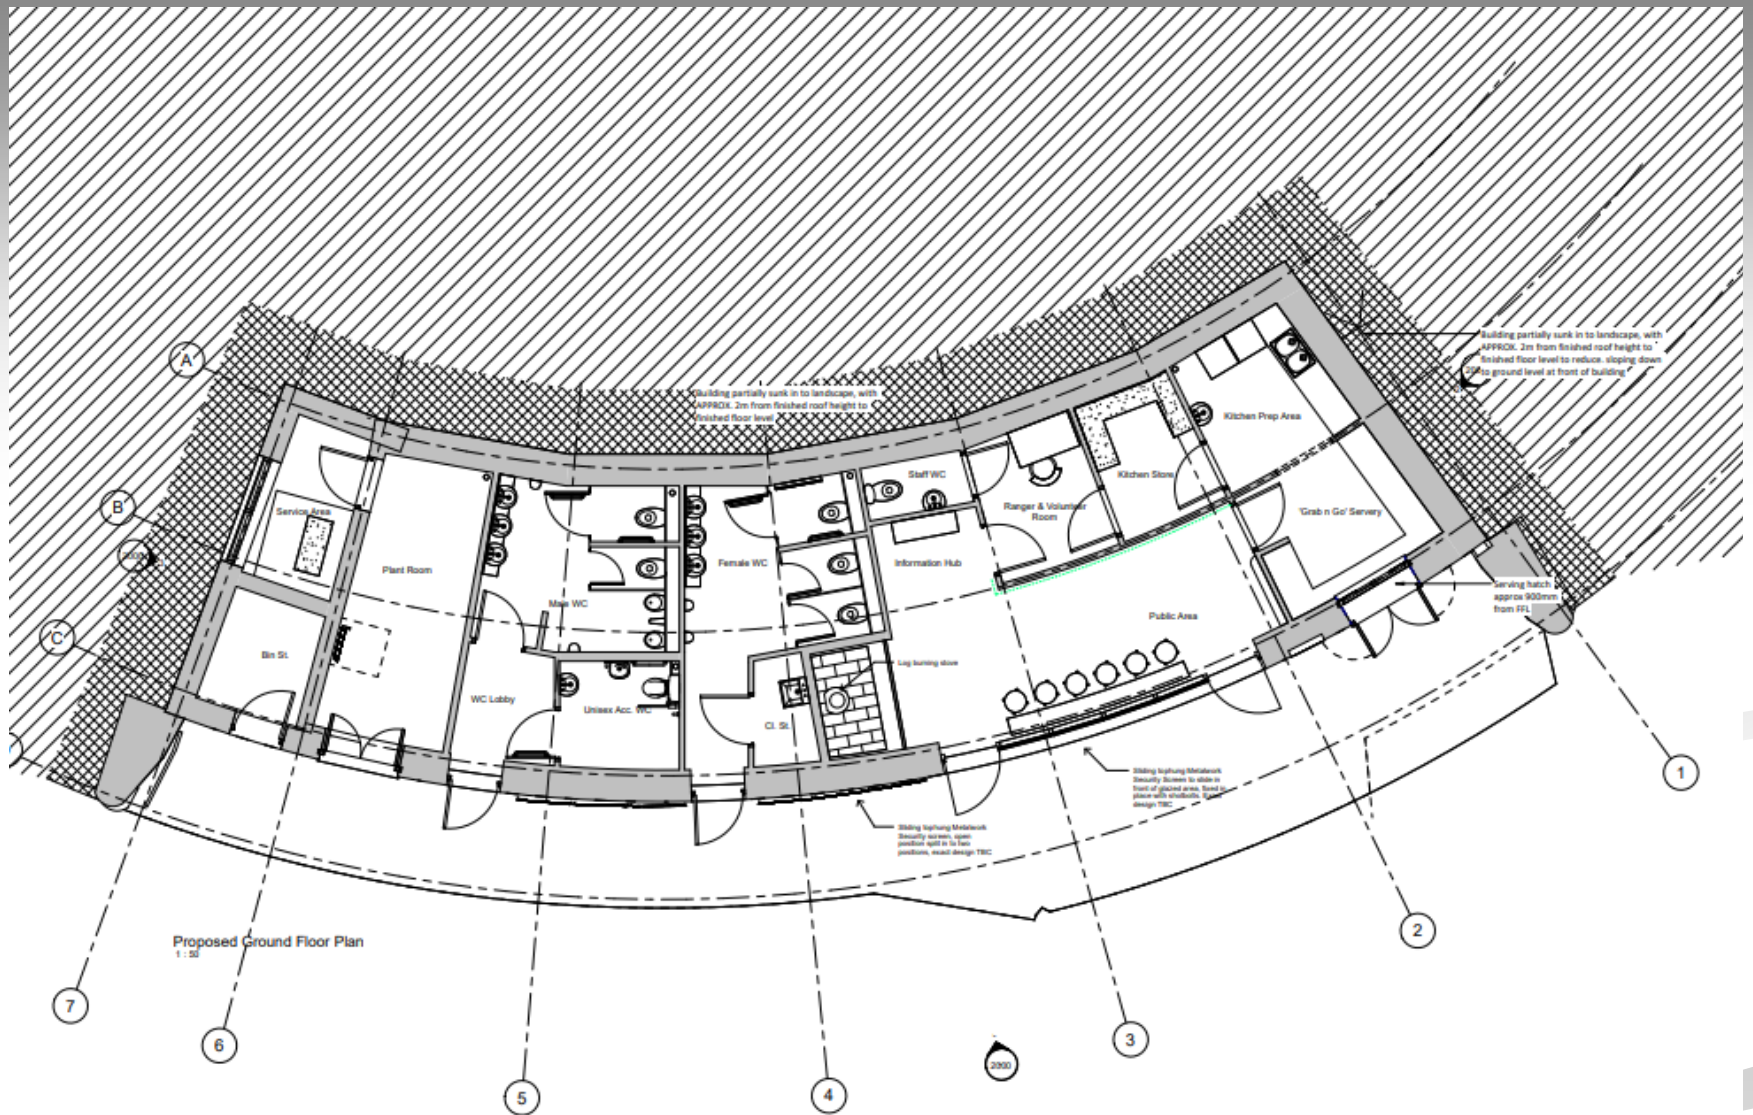 Building partially sunk in to landscape, with
APPROX. 2m from finished roof height to
finished floor level to reduce. sloping down
to ground level at front of building
A
Building partially sunk in to landscape, with
APPROX. 2m from finished roof height to
finished floor level
Kitchen Prep Area
Staff WC
Kitchen Store
B
Service Area
Ranger & Volunteer
Room
'Grab n Go' Servery
Plant Room
Female WC
Information Hub
Serving hatch
approx 900mm
from FFL
Male WC
Public Area
C
Bin St.
Log burning stove
WC Lobby
Unisex Acc. WC
Cl. St.
1
Sliding tophung Metalwork
Security Screen to slide in
front of glazed area, fixed in
place with shotbolts. Exact
design TBC
Sliding tophung Metalwork
Security screen, open
position split in to two
positions, exact design TBC
2
Proposed Ground Floor Plan
1 : 50
7
6
3
5
4